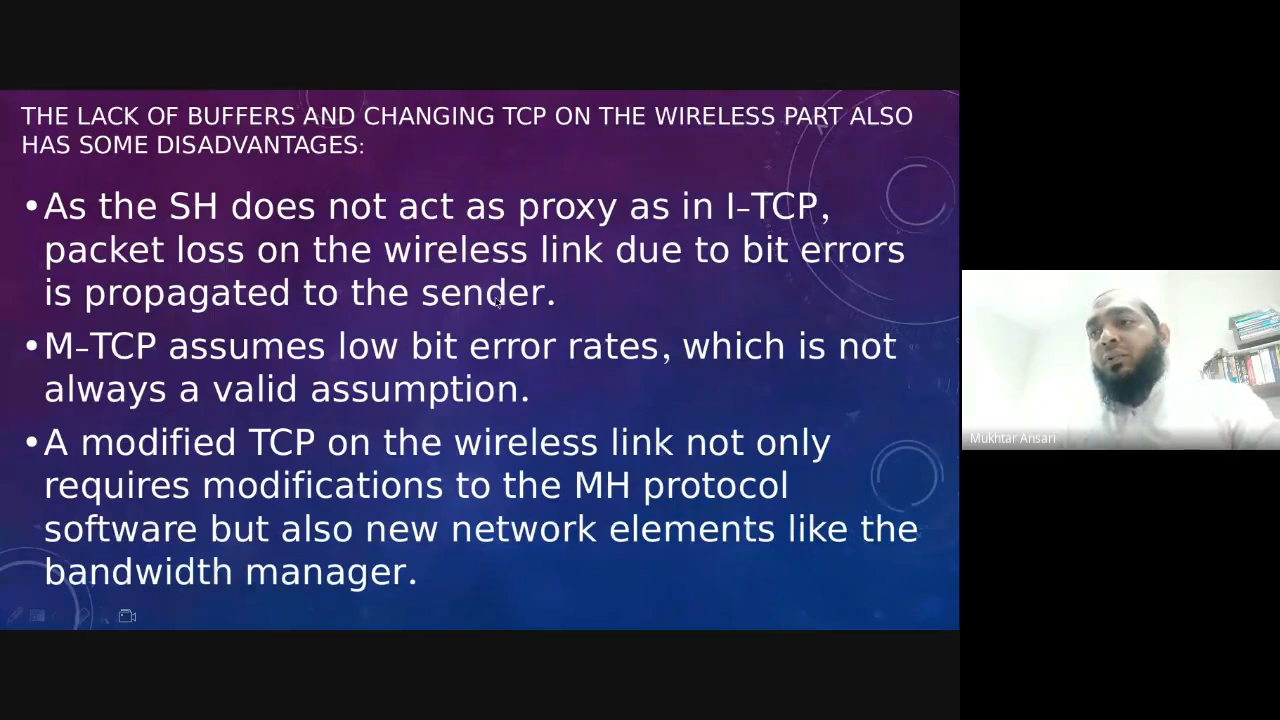 THE LACK OF BUFFERS AND CHANGING TCP ON THE WIRELESS PART ALSO
HAS SOME DISADVANTAGES:
•As the SH does not act as proxy as in I-TCP,
packet loss on the wireless link due to bit errors
is propagated to the sender.
•M-TCP assumes low bit error rates, which is not
always a valid assumption.
•A modified TCP on the wireless link not only
requires modifications to the MH protocol
software but also new network elements like the
bandwidth manager.
Mukhtar Ansari